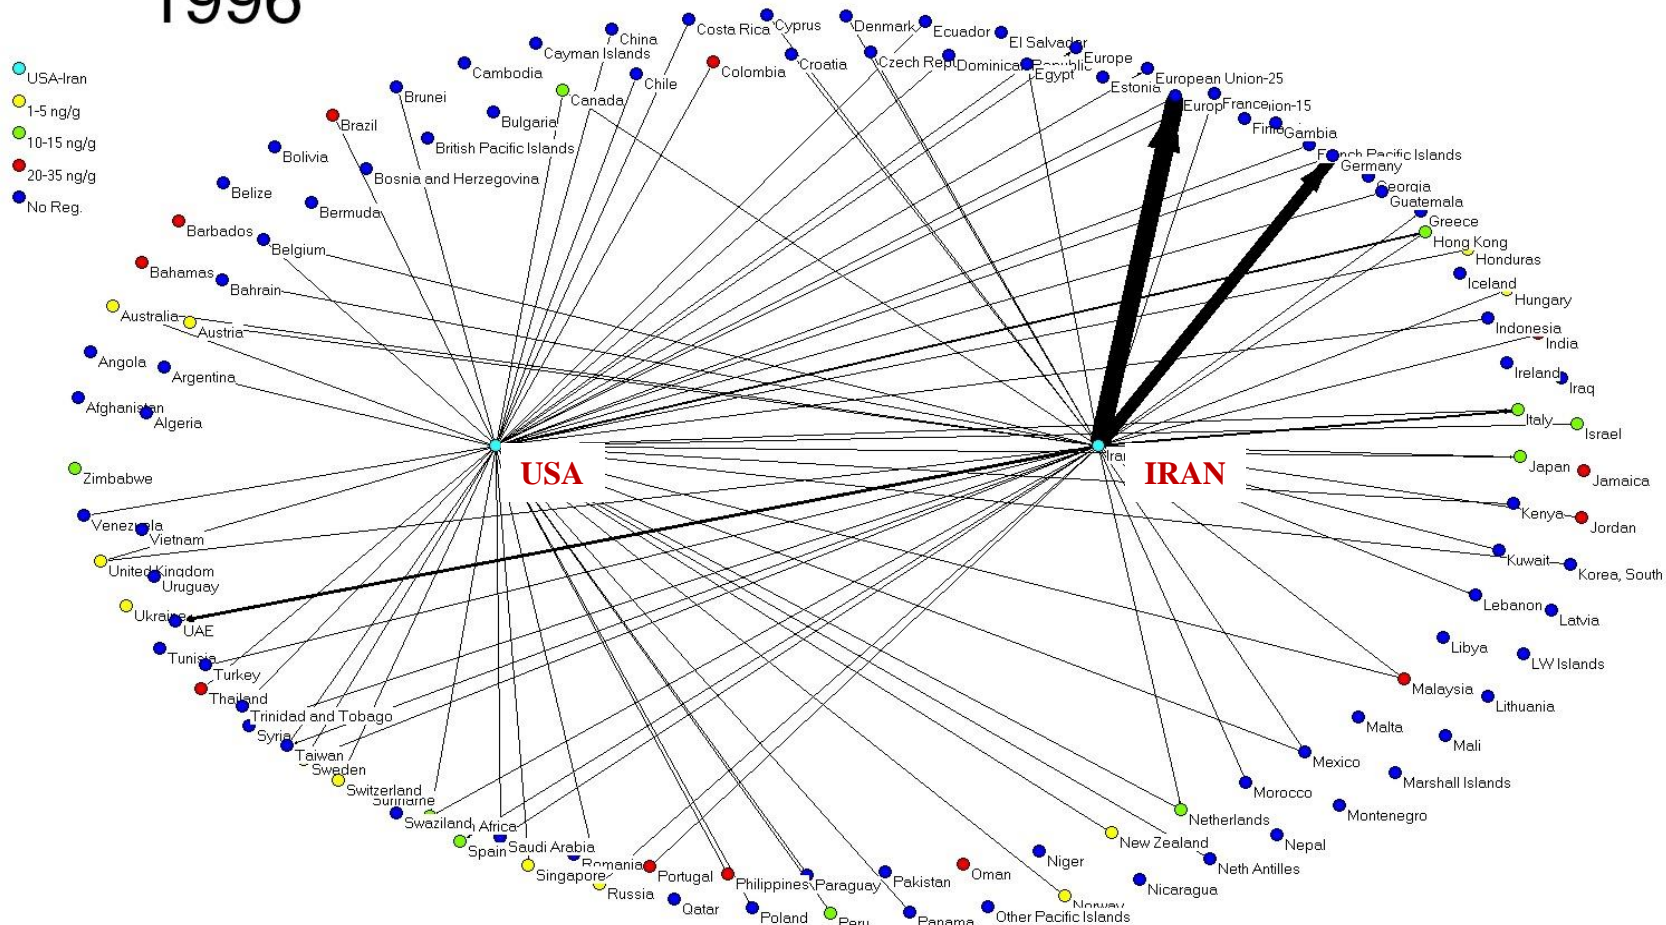 1996
USA-Iran
1-5 ng/g
10-15 ng/g
20-35 ng/g
No Reg.
Costa Rica
Cyprus
Denmark
Ecuador
El Salvador
Europe
China
Cayman Islands
Croatia
Czech Rept
Dominican Republic
Egypt
Cambodia
Colombia
Chile
Estonia
European Union-25
Brunei
Canada
Europ
France
ion-15
Brazil
Bulgaria
Gambia
British Pacific Islands
French Pacific Islands
Bolivia
Germany
Bosnia and Herzegovina
Georgia
Belize
Guatemala
Bermuda
Greece
Barbados
Hong Kong
Belgium
Honduras
Bahamas
Iceland
Bahrain
Hungary
Australia
Austria
Indonesia
India
Angola
Argentina
Ireland
Iraq
Afghanistan
Algeria
Italy
Israel
Iran
USA
IRAN
Japan
Zimbabwe
Jamaica
Venezuela
Kenya
Jordan
Vietnam
Kuwait
United Kingdom
Korea, South
Uruguay
Lebanon
Ukraine
Latvia
UAE
Libya
Tunisia
LW Islands
Turkey
Malaysia
Thailand
Lithuania
Trinidad and Tobago
Malta
Syria
Mali
Taiwan
Mexico
Sweden
Marshall Islands
Switzerland
Morocco
Suriname
Montenegro
Swaziland
Africa
Netherlands
New Zealand
Nepal
Spain
Saudi Arabia
Romania
Niger
Neth Antilles
Singapore
Portugal
Philippines
Paraguay
Pakistan
Oman
Nicaragua
Russia
Qatar
Norway
Poland
Peru
Panama
Other Pacific Islands